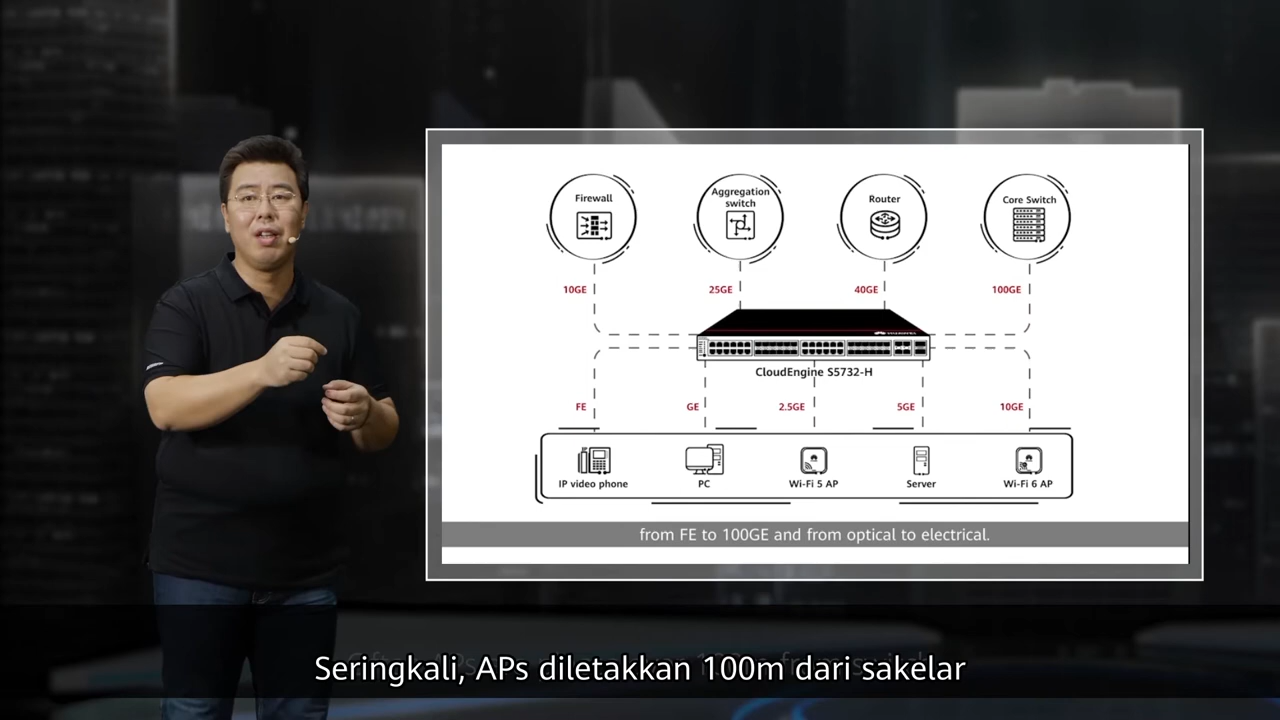 Firewall
Aggregation
switch
Router
Core Switch
10GE
25GE
40GE
100GE
CloudEngine S5732-H
FE
GE
2.5GE
5GE
10GE
IP video phone
PC
Wi-Fi 5 AP
Server
Wi-Fi 6 AP
from FE to 100GE and from optical to electrical.
Seringkali, APs diletakkan 100m dari sakelar